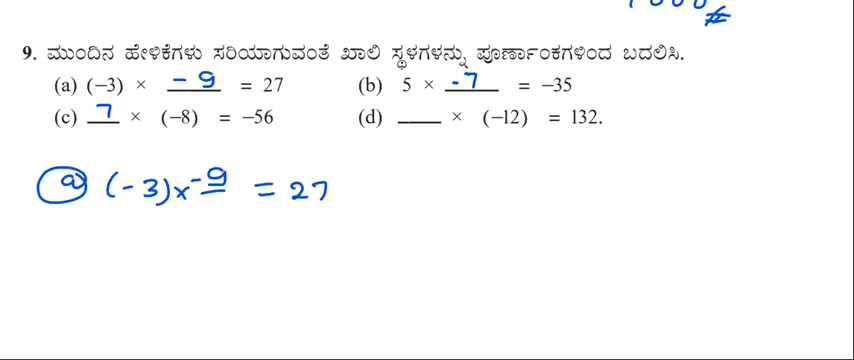 9. ಮುಂದಿನ ಹೇಳಿಕೆಗಳು ಸರಿಯಾಗುವಂತೆ ಖಾಲಿ ಸ್ಥಳಗಳನ್ನು ಪೂರ್ಣಾಂಕಗಳಿಂದ ಬದಲಿಸಿ.
(a) (–3) × -9 = 27 (b) 5 × -7 = –35
(c) 7 × (–8) = –56 (d) ____ × (–12) = 132.
a) (-3) x -9 = 27